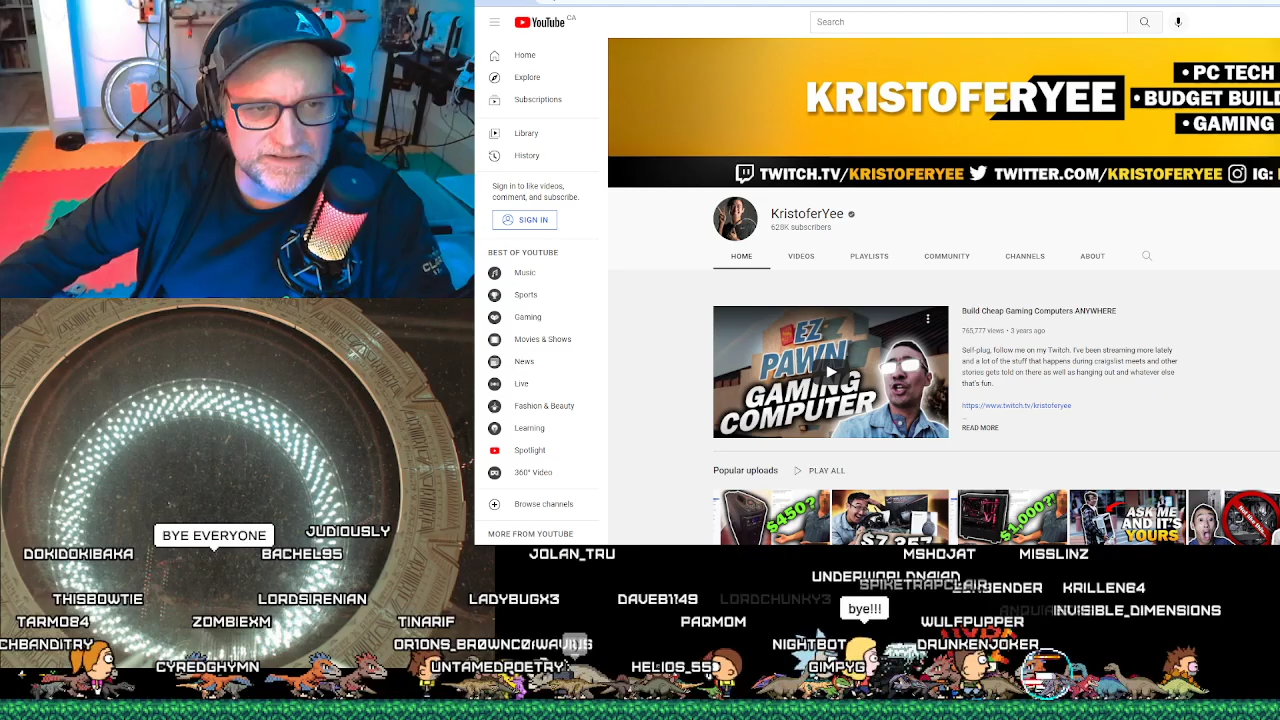 YouTube CA
Search
Home
Explore
Subscriptions
Library
History
Sign in to like videos,
comment, and subscribe.
SIGN IN
BEST OF YOUTUBE
Music
Sports
Gaming
Movies & Shows
News
Live
Fashion & Beauty
Learning
Spotlight
360° Video
Browse channels
MORE FROM YOUTUBE
KRISTOFERYEE
• PC TECH
• BUDGET BUILD
• GAMING
TWITCH.TV/KRISTOFERYEE TWITTER.COM/KRISTOFERYEE IG:
KristoferYee
628K subscribers
HOME VIDEOS PLAYLISTS COMMUNITY CHANNELS ABOUT
EZ
PAWN
GAMING
COMPUTER
Build Cheap Gaming Computers ANYWHERE
765,777 views • 3 years ago
Self-plug, follow me on my Twitch. I've been streaming more lately
and a lot of the stuff that happens during craigslist meets and other
stories gets told on there as well as hanging out and whatever else
that's fun.
https://www.twitch.tv/kristoferyee
READ MORE
Popular uploads PLAY ALL
$450?
$7,357
$1,000?!
ASK ME
AND IT'S
YOURS
BYE EVERYONE
JUDIOUSLY
DOKIDOKIBAKA BACHEL95 JOLAN_TRU MSHOJAT MISSLINZ
SPIKETRAPCLAIR KRILLEN64
THISBOWTIE LORDSIRENIAN LADYBUGX3 DAVEB1149 LORDCHUNKY3
bye!!!
INVISIBLE_DIMENSIONS
TARMO84 ZOMBIEXM TINARIF PAQMOM WULFPUPPER
CHBANDITRY NIGHTBOT DRUNKENJOKER
CYREDGHYMN UNTAMEDPOETRY HELIOS_55 GIMPYG